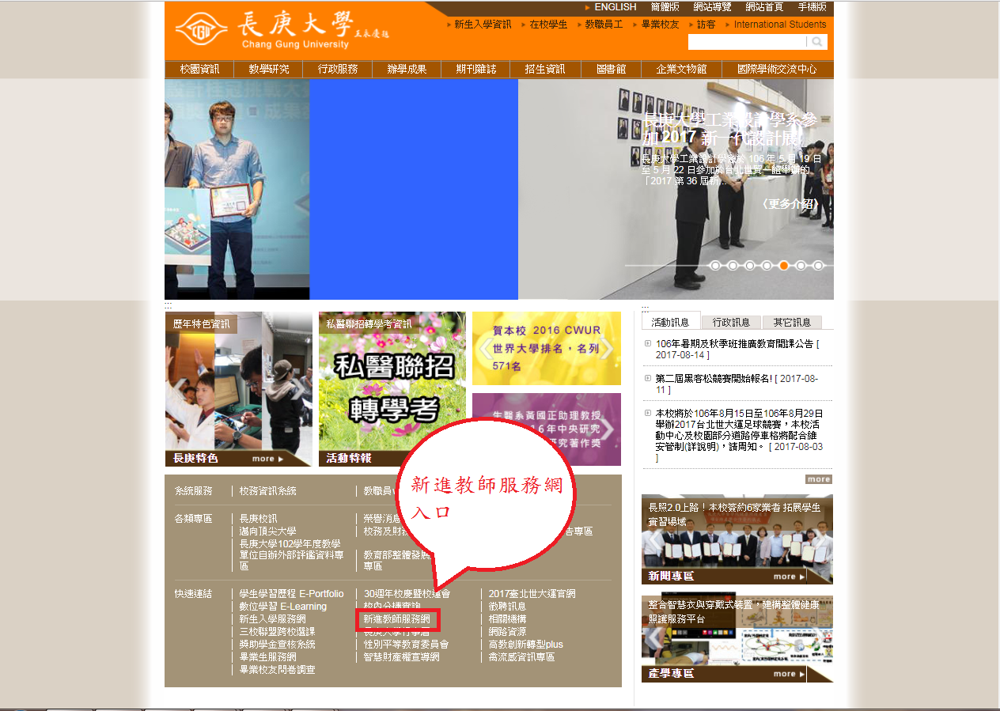 ENGLISH 簡體版 網站導覽 網站首頁 手機版
長庚大學 王永慶題
Chang Gung University
新生入學資訊 在校學生 教職員工 畢業校友 訪客 International Students
校園資訊 教學研究 行政服務 辦學成果 期刊雜誌 招生資訊 圖書館 企業文物館 國際學術交流中心
長庚大學工業設計學系參
加 2017 新一代設計展
長庚大學工業設計學系於 106 年 5 月 19 日
至 5 月 22 日參加於台北世貿一館舉辦的
「2017 第 36 屆新...
〈更多介紹〉
:::
歷年特色資訊
長庚特色 more
私醫聯招轉學考資訊
私醫聯招
轉學考
活動特報
賀本校 2016 CWUR
世界大學排名，名列
571名
生醫系黃國正助理教授
16年中央研究
研究著作獎
:::
活動訊息 行政訊息 其它訊息
106年暑期及秋季班推廣教育開課公告 [
2017-08-14 ]
第二屆黑客松競賽開始報名! [ 2017-08-
11 ]
本校將於106年8月15日至106年8月29日
舉辦2017台北世大運足球競賽，本校活
動中心及校園部分道路停車格將配合維
安管制(詳說明)，請周知。 [ 2017-08-03
]
more
長照2.0上路！本校簽約6家業者 拓展學生
實習場域
新聞專區 more
整合智慧衣與穿戴式裝置，建構整體健康
照護服務平台
產學專區 more
新進教師服務網
入口
系統服務 校務資訊系統 教職員
各類專區 長庚校訊 榮譽消息
邁向頂尖大學 校務及財務 告專區
長庚大學102學年度教學
單位自辦外部評鑑資料專
區
教育部整體發展
專區
快速連結 學生學習歷程 E-Portfolio 30週年校慶暨校運會 2017臺北世大運官網
數位學習 E-Learning 校內分機查詢 徵聘訊息
新生入學服務網 新進教師服務網 相關機構
三校聯盟跨校選課 長庚大學行事曆 網路資源
獎助學金查核系統 性別平等教育委員會 高教創新轉型plus
畢業生服務網 智慧財產權宣導網 禽流感資訊專區
畢業校友問卷調查